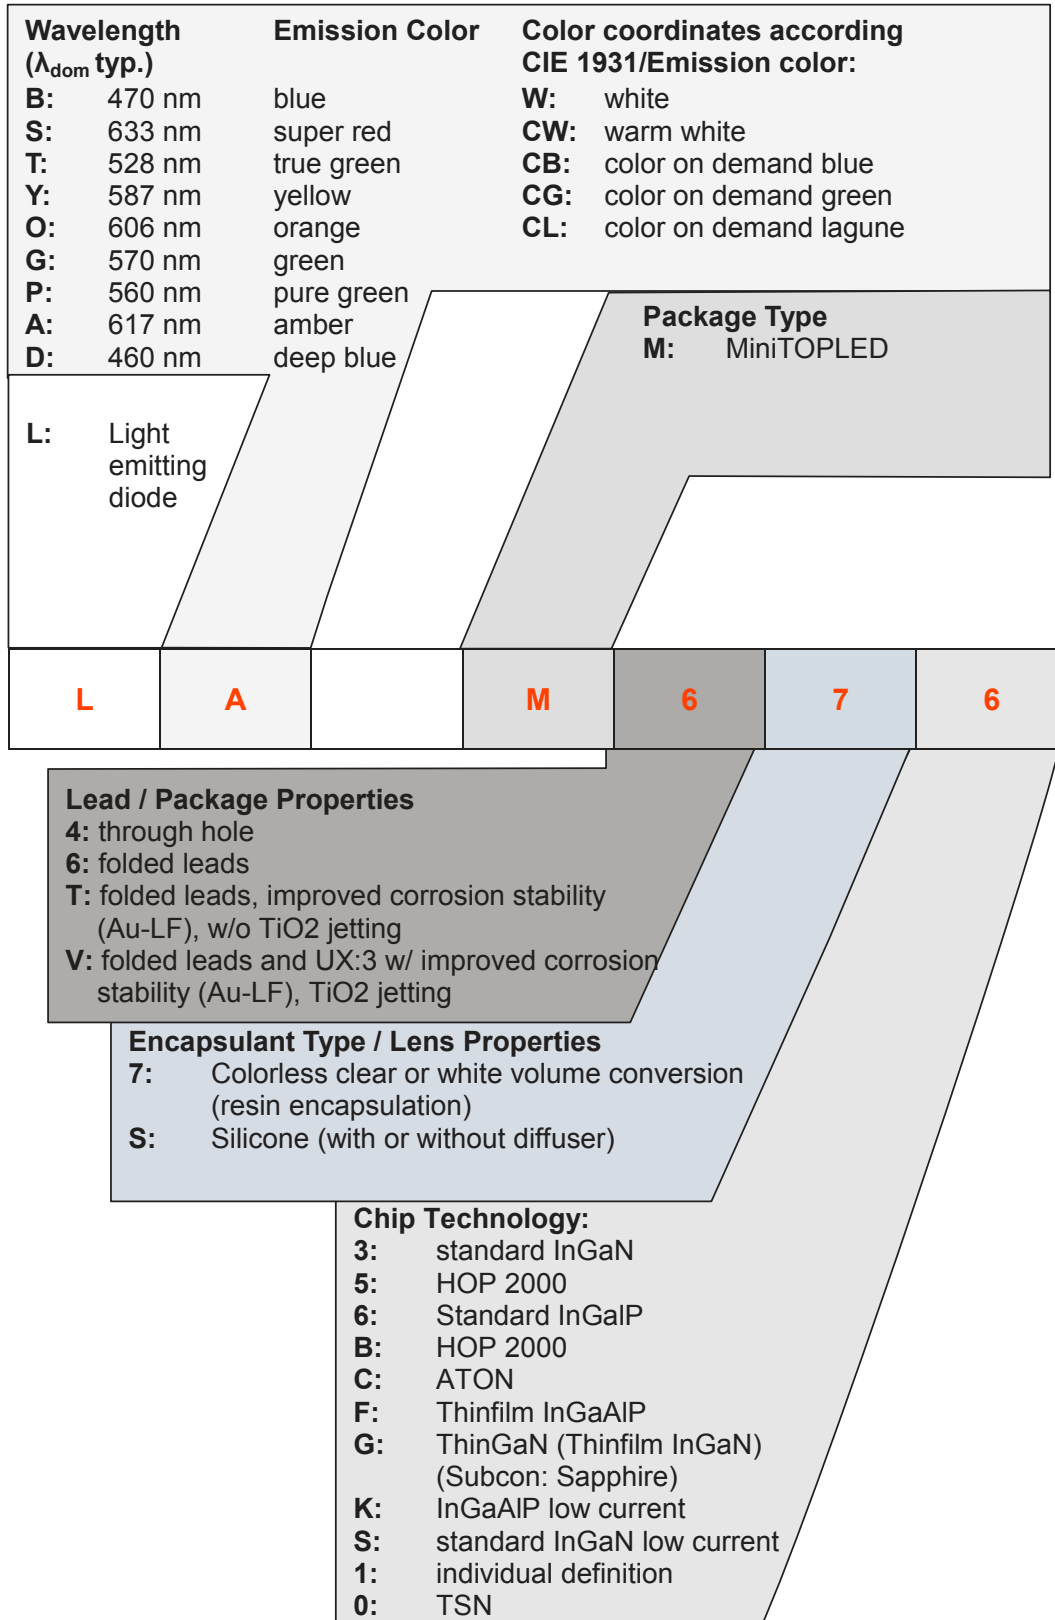 Wavelength Emission Color Color coordinates according
(λdom typ.) CIE 1931/Emission color:
B: 470 nm blue W: white
S: 633 nm super red CW: warm white
T: 528 nm true green CB: color on demand blue
Y: 587 nm yellow CG: color on demand green
O: 606 nm orange CL: color on demand lagune
G: 570 nm green
P: 560 nm pure green
A: 617 nm amber
D: 460 nm deep blue
Package Type
M: MiniTOPLED
L: Light
emitting
diode
L A M 6 7 6
Lead / Package Properties
4: through hole
6: folded leads
T: folded leads, improved corrosion stability
(Au-LF), w/o TiO2 jetting
V: folded leads and UX:3 w/ improved corrosion
stability (Au-LF), TiO2 jetting
Encapsulant Type / Lens Properties
7: Colorless clear or white volume conversion
(resin encapsulation)
S: Silicone (with or without diffuser)
Chip Technology:
3: standard InGaN
5: HOP 2000
6: Standard InGalP
B: HOP 2000
C: ATON
F: Thinfilm InGaAlP
G: ThinGaN (Thinfilm InGaN)
(Subcon: Sapphire)
K: InGaAlP low current
S: standard InGaN low current
1: individual definition
0: TSN